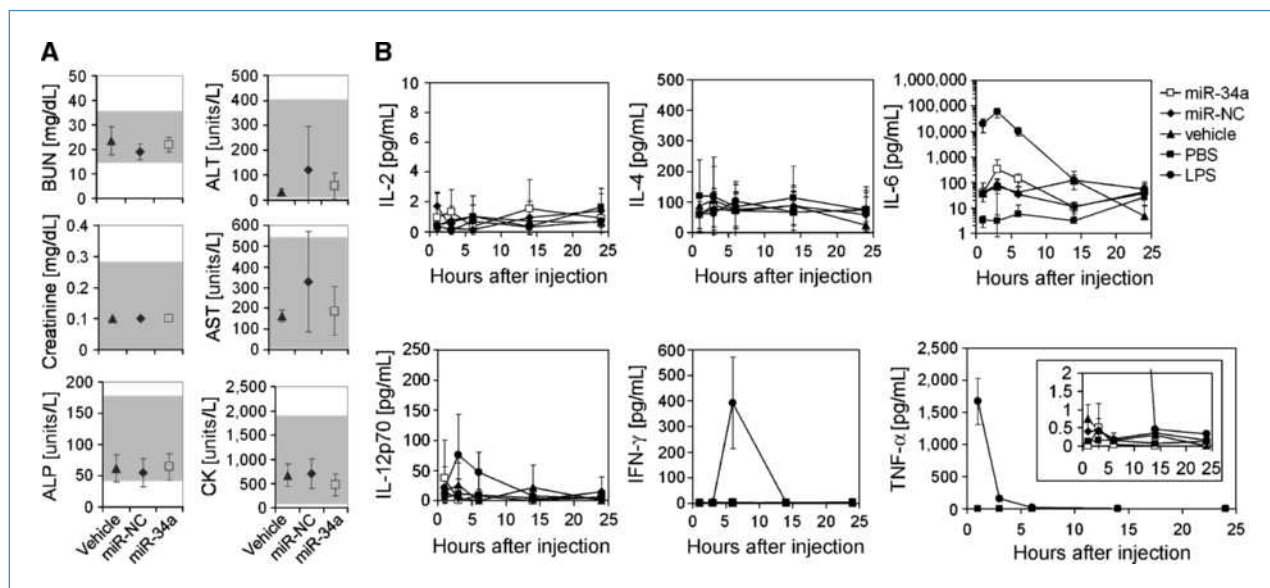 A
BUN [mg/dL]
50
40
30
20
10
0
ALT [units/L]
500
400
300
200
100
0
Creatinine [mg/dL]
0.4
0.3
0.2
0.1
0
AST [units/L]
600
500
400
300
200
100
0
ALP [units/L]
200
150
100
50
0
CK [units/L]
2,500
2,000
1,500
1,000
500
0
Vehicle
miR-NC
miR-34a
Vehicle
miR-NC
miR-34a
B
IL-2 [pg/mL]
10
8
6
4
2
0
0 5 10 15 20 25
Hours after injection
IL-4 [pg/mL]
500
400
300
200
100
0
0 5 10 15 20 25
Hours after injection
IL-6 [pg/mL]
1,000,000
100,000
10,000
1,000
100
10
1
0 5 10 15 20 25
Hours after injection
miR-34a
miR-NC
vehicle
PBS
LPS
IL-12p70 [pg/mL]
250
200
150
100
50
0
0 5 10 15 20 25
Hours after injection
IFN-γ [pg/mL]
600
500
400
300
200
100
0
0 5 10 15 20 25
Hours after injection
TNF-α [pg/mL]
2,500
2,000
1,500
1,000
500
0
0 5 10 15 20 25
Hours after injection
2
1.5
1
0.5
0
0 5 10 15 20 25